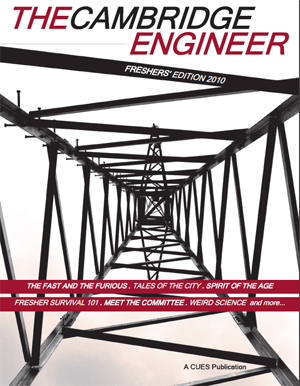 THECAMBRIDGE
ENGINEER
FRESHERS' EDITION 2010
THE FAST AND THE FURIOUS . TALES OF THE CITY . SPIRIT OF THE AGE
FRESHER SURVIVAL 101 . MEET THE COMMITTEE . WEIRD SCIENCE and more...
A CUES Publication